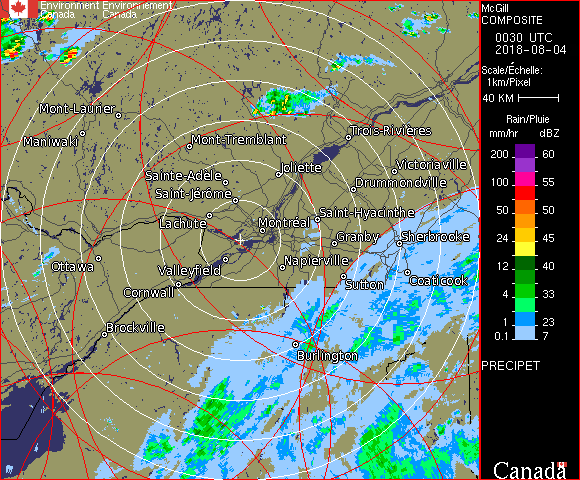 Environment Environnement
Canada Canada
McGill
COMPOSITE
0030 UTC
2018-08-04
Scale/Échelle:
1km/Pixel
40 KM
Rain/Pluie
mm/hr dBZ
200 60
100 55
50 50
24 45
12 40
4 33
1 23
0.1 7
PRECIPET
Canada
Mont-Laurier
Maniwaki
Mont-Tremblant
Trois-Rivières
Sainte-Adèle
Joliette
Victoriaville
Saint-Jérôme
Drummondville
Lachute
Montréal
Saint-Hyacinthe
Granby
Sherbrooke
Ottawa
Valleyfield
Napierville
Cornwall
Sutton
Coaticook
Brockville
Burlington